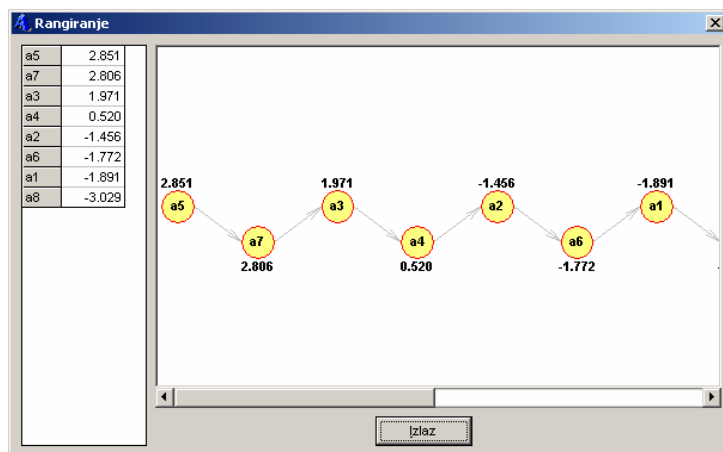 Rangiranje
a5 2.851
a7 2.806
a3 1.971
a4 0.520
a2 -1.456
a6 -1.772
a1 -1.891
a8 -3.029
2.851 1.971 -1.456 -1.891
a5 a3 a2 a1
a7 a4 a6
2.806 0.520 -1.772
Izlaz